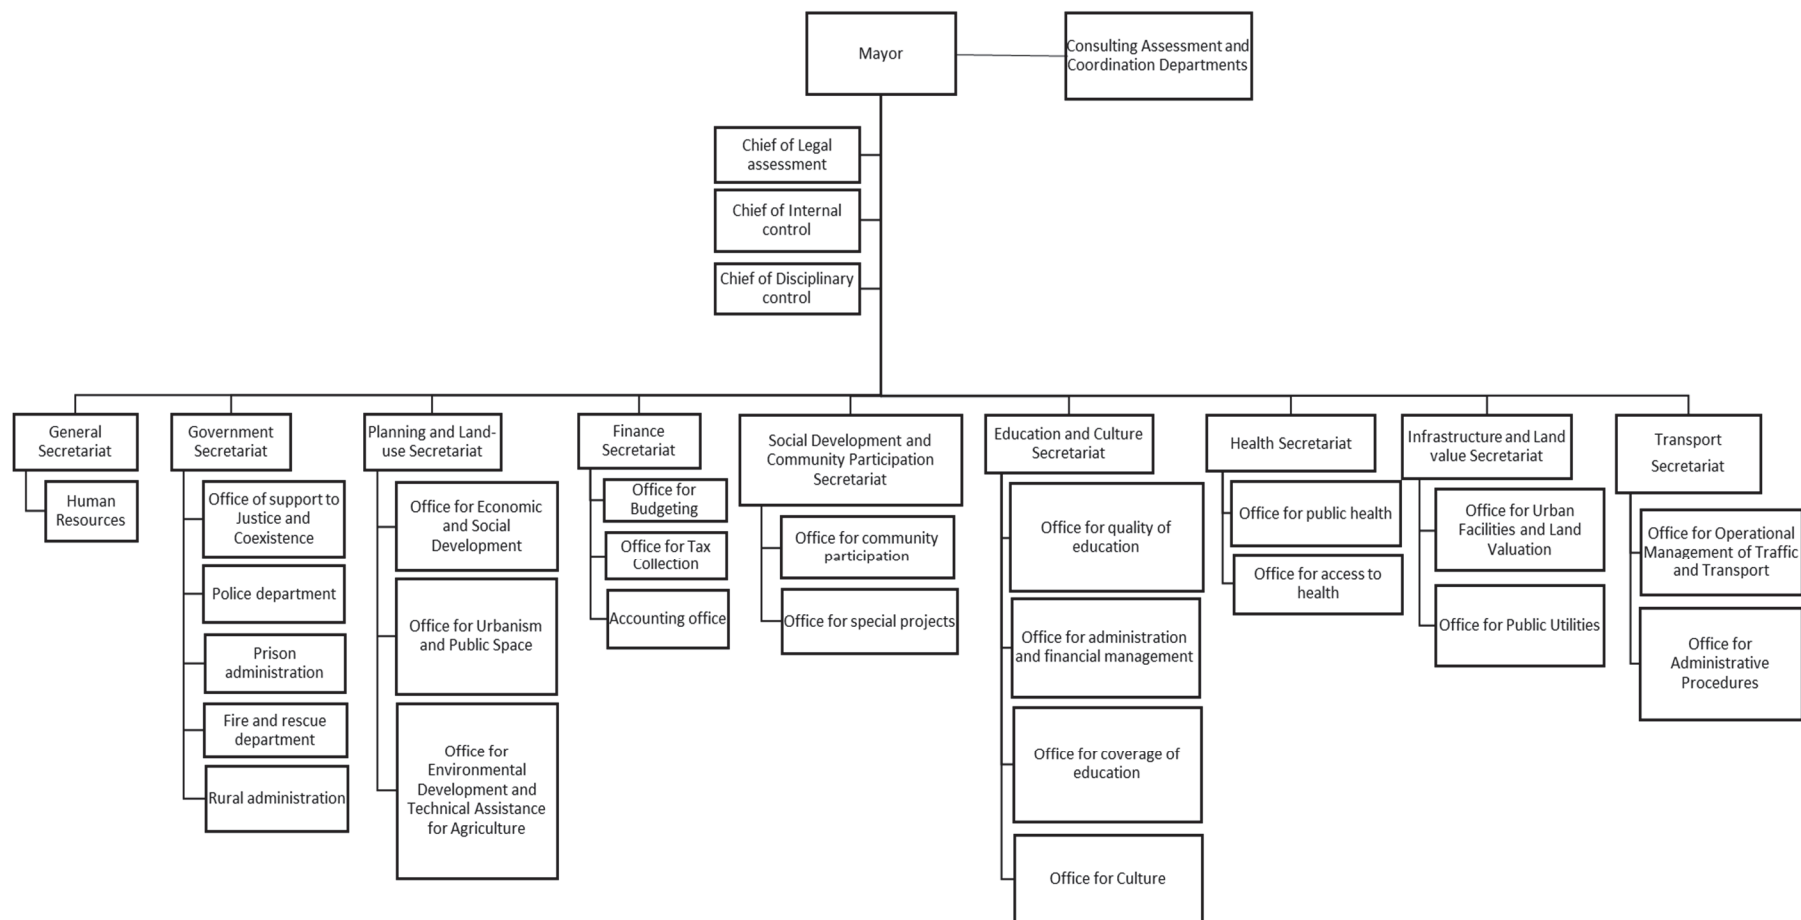 Mayor
Consulting Assessment and
Coordination Departments
Chief of Legal
assessment
Chief of Internal
control
Chief of Disciplinary
control
General
Secretariat
Human
Resources
Government
Secretariat
Office of support to
Justice and
Coexistence
Police department
Prison
administration
Fire and rescue
department
Rural administration
Planning and Land-
use Secretariat
Office for Economic
and Social
Development
Office for Urbanism
and Public Space
Office for
Environmental
Development and
Technical Assistance
for Agriculture
Finance
Secretariat
Office for
Budgeting
Office for Tax
Collection
Accounting office
Social Development and
Community Participation
Secretariat
Office for community
participation
Office for special projects
Education and Culture
Secretariat
Office for quality of
education
Office for administration
and financial management
Office for coverage of
education
Office for Culture
Health Secretariat
Office for public health
Office for access to
health
Infrastructure and Land
value Secretariat
Office for Urban
Facilities and Land
Valuation
Office for Public Utilities
Transport
Secretariat
Office for Operational
Management of Traffic
and Transport
Office for
Administrative
Procedures